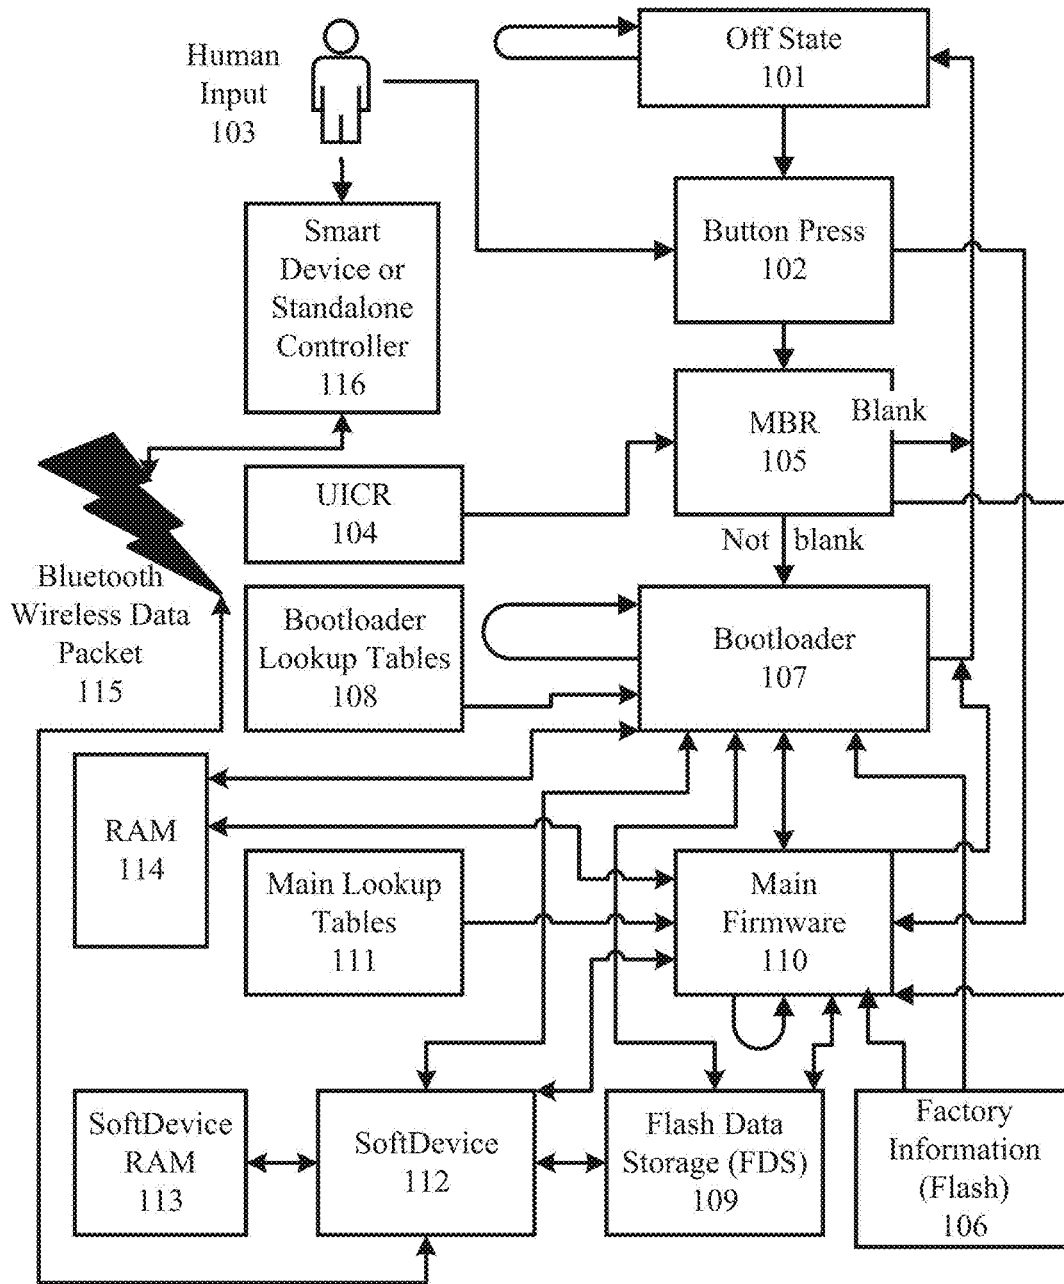 Human
Input
103
Off State
101
Smart
Device or
Standalone
Controller
116
Button Press
102
MBR
105
Blank
UICR
104
Not blank
Bluetooth
Wireless Data
Packet
115
Bootloader
Lookup Tables
108
Bootloader
107
RAM
114
Main Lookup
Tables
111
Main
Firmware
110
SoftDevice
RAM
113
SoftDevice
112
Flash Data
Storage (FDS)
109
Factory
Information
(Flash)
106